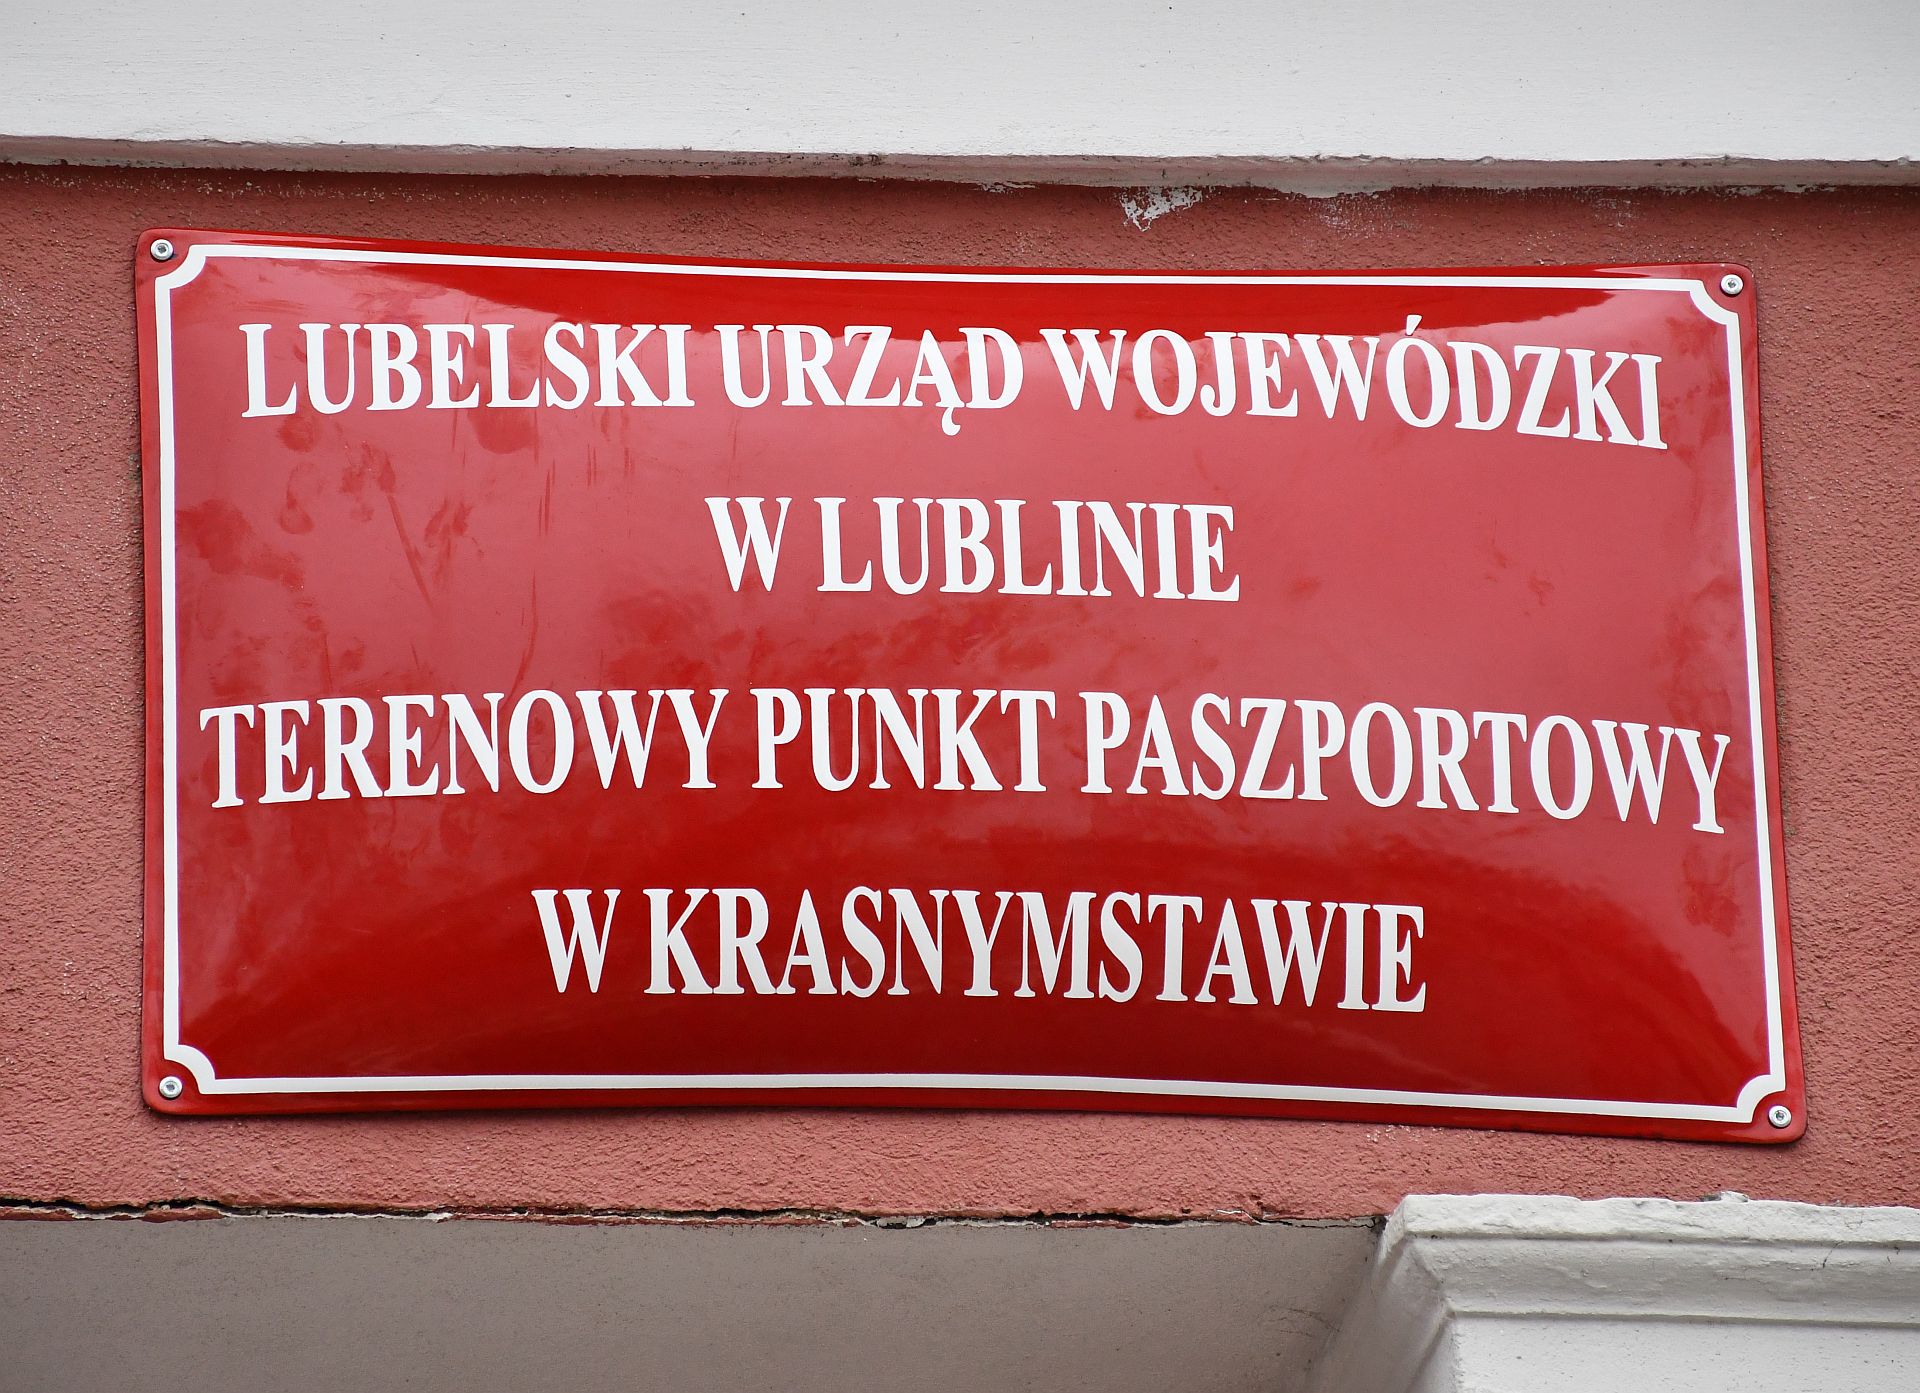 LUBELSKI URZĄD WOJEWÓDZKI
W LUBLINIE
TERENOWY PUNKT PASZPORTOWY
W KRASNYMSTAWIE